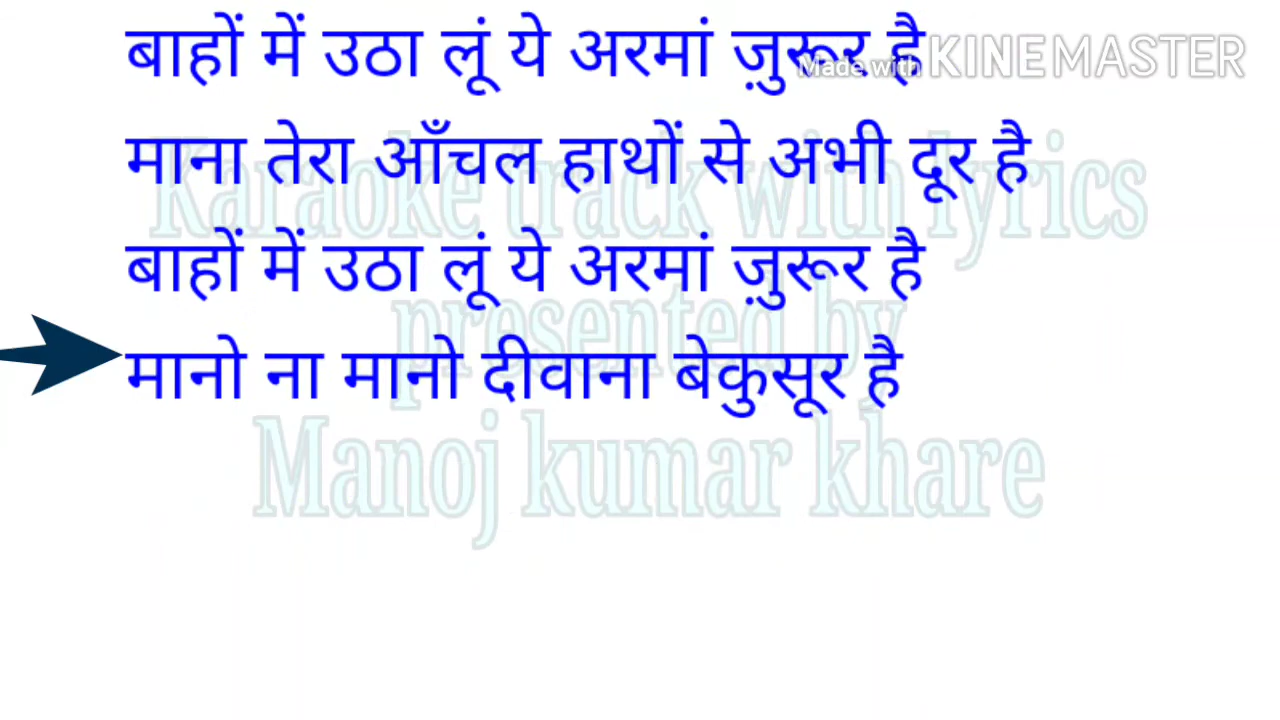 बाहों में उठा लूं ये अरमां ज़ुरूर है
Made with KINEMASTER
माना तेरा आँचल हाथों से अभी दूर है
Karaoke track with lyrics
बाहों में उठा लूं ये अरमां ज़ुरूर है
presented by
मानो ना मानो दीवाना बेकुसूर है
Manoj kumar khare